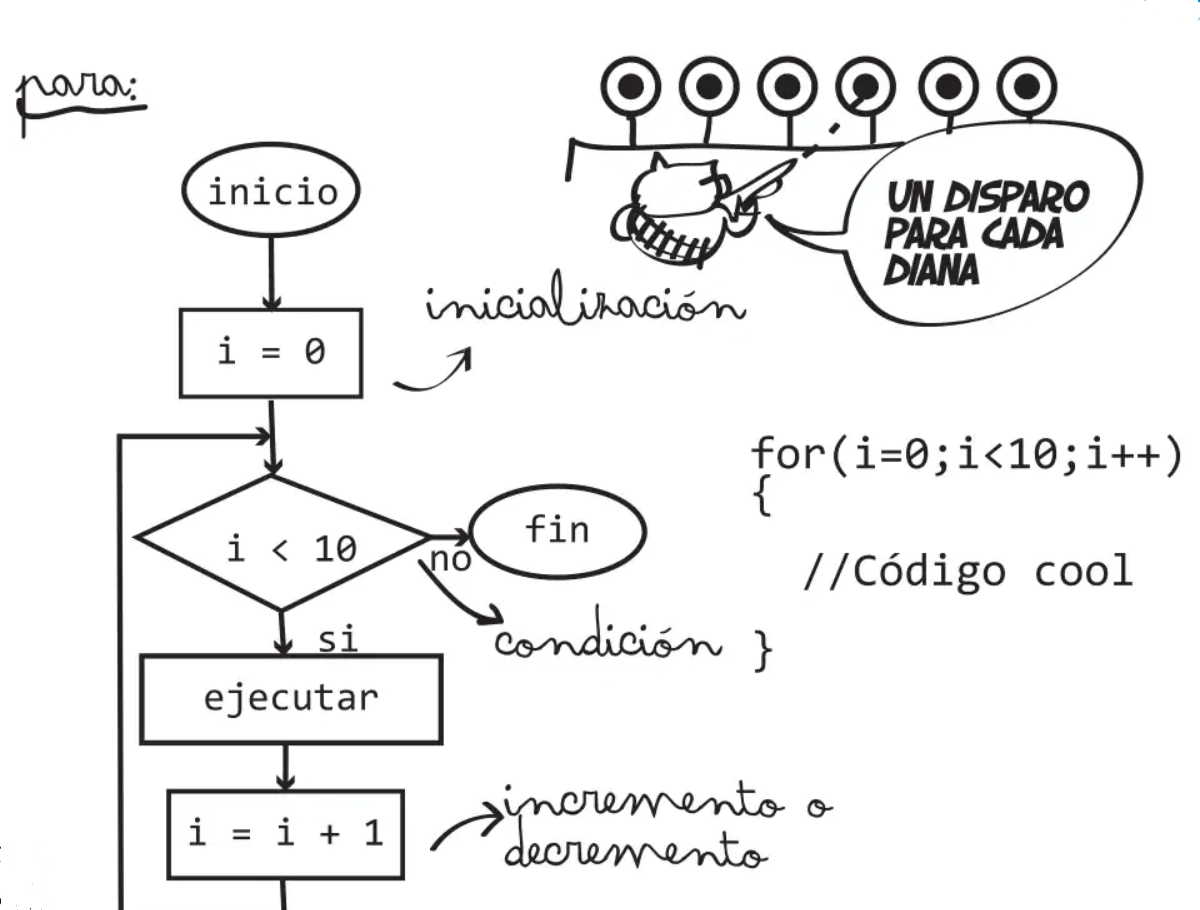 para:
inicio
UN DISPARO
PARA CADA
DIANA
inicialización
i = 0
for(i=0;i<10;i++)
{
//Código cool
}
i < 10
no
fin
condición
si
ejecutar
i = i + 1
incremento o
decremento